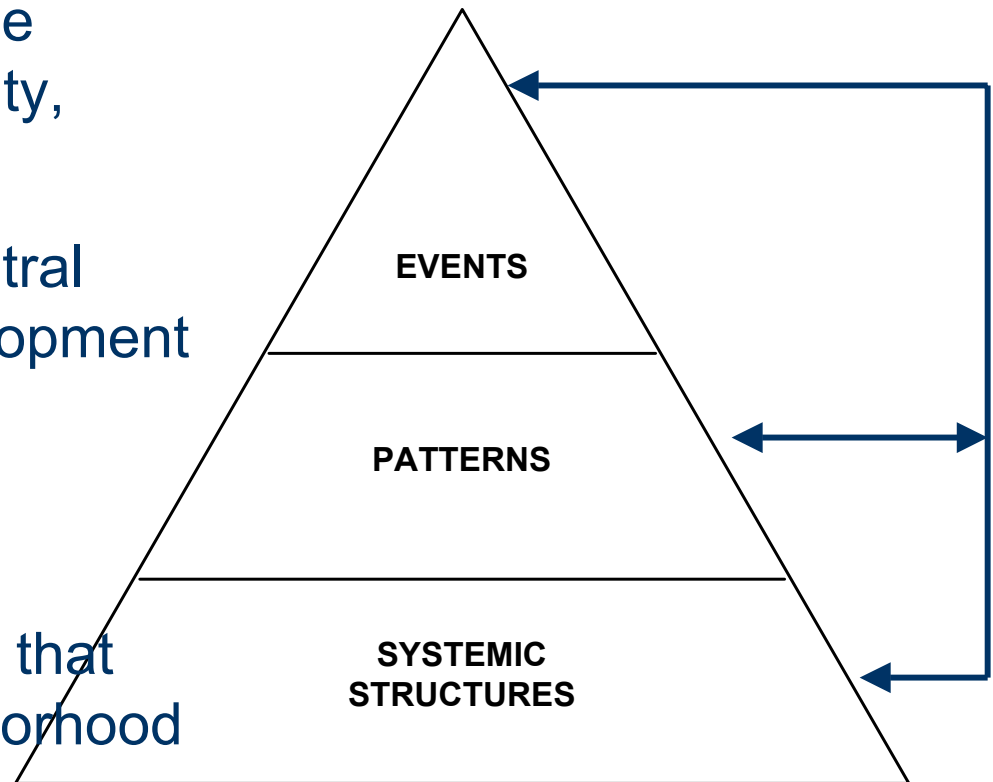 e
ty,
tral
opment
that
orhood
EVENTS
PATTERNS
SYSTEMIC
STRUCTURES